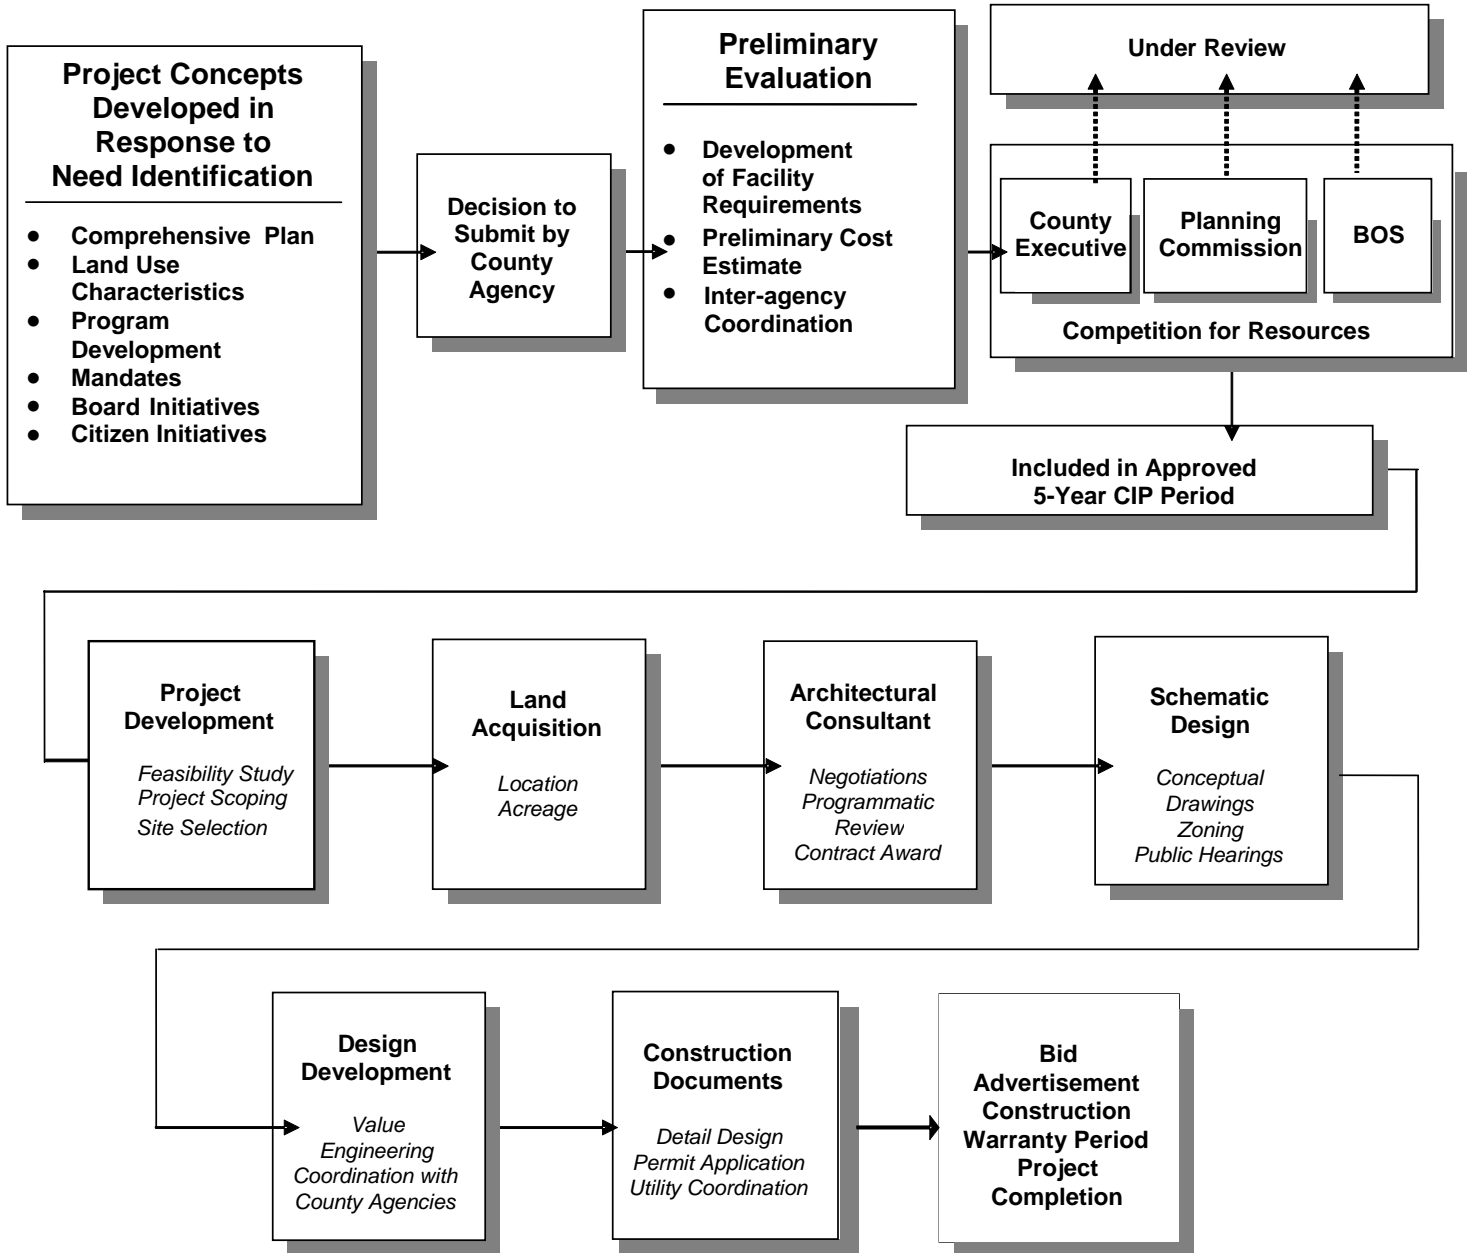 Project Concepts
Developed in
Response to
Need Identification
● Comprehensive Plan
● Land Use
Characteristics
● Program
Development
● Mandates
● Board Initiatives
● Citizen Initiatives
Decision to
Submit by
County
Agency
Preliminary
Evaluation
● Development
of Facility
Requirements
● Preliminary Cost
Estimate
● Inter-agency
Coordination
Under Review
County
Executive
Planning
Commission
BOS
Competition for Resources
Included in Approved
5-Year CIP Period
Project
Development
Feasibility Study
Project Scoping
Site Selection
Land
Acquisition
Location
Acreage
Architectural
Consultant
Negotiations
Programmatic
Review
Contract Award
Schematic
Design
Conceptual
Drawings
Zoning
Public Hearings
Design
Development
Value
Engineering
Coordination with
County Agencies
Construction
Documents
Detail Design
Permit Application
Utility Coordination
Bid
Advertisement
Construction
Warranty Period
Project
Completion